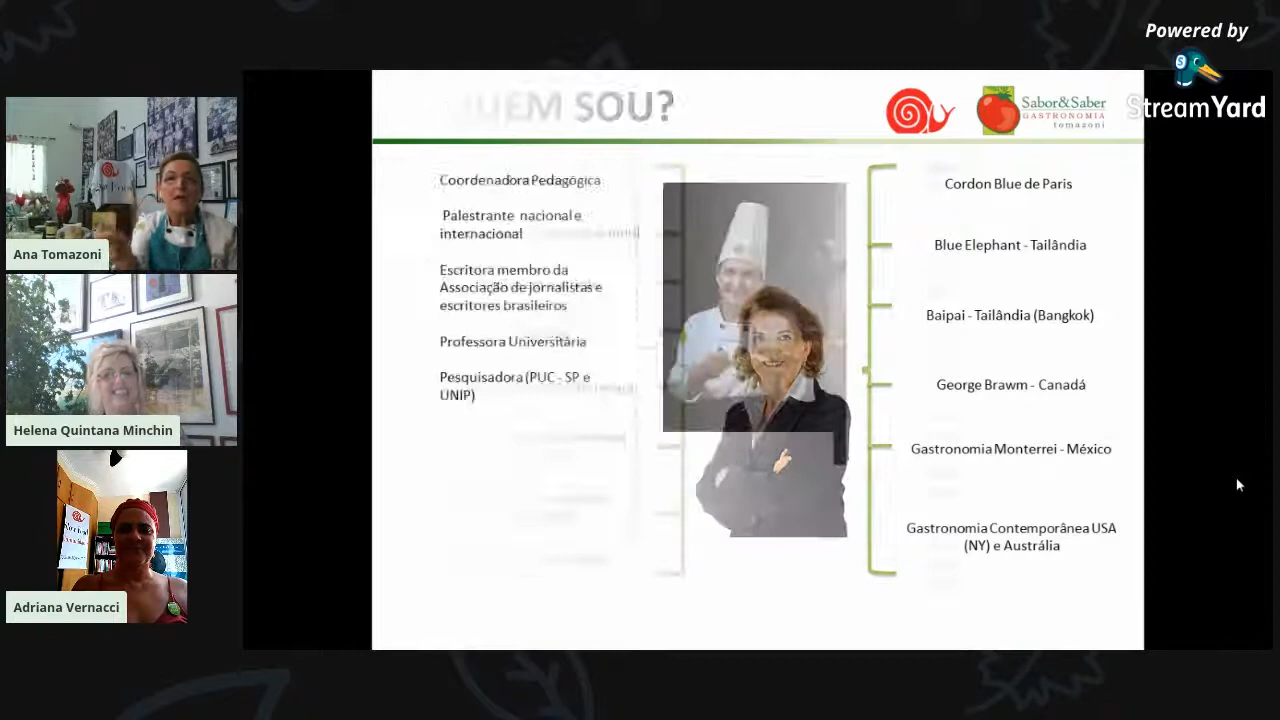 Powered by
StreamYard
QUEM SOU?
Sabor&Saber
GASTRONOMIA
tomazoni
Coordenadora Pedagógica
Palestrante nacional e
internacional
Escritora membro da
Associação de jornalistas e
escritores brasileiros
Professora Universitária
Pesquisadora (PUC - SP e
UNIP)
Cordon Blue de Paris
Blue Elephant - Tailândia
Baipai - Tailândia (Bangkok)
George Brawm - Canadá
Gastronomia Monterrei - México
Gastronomia Contemporânea USA
(NY) e Austrália
Ana Tomazoni
Helena Quintana Minchin
Adriana Vernacci